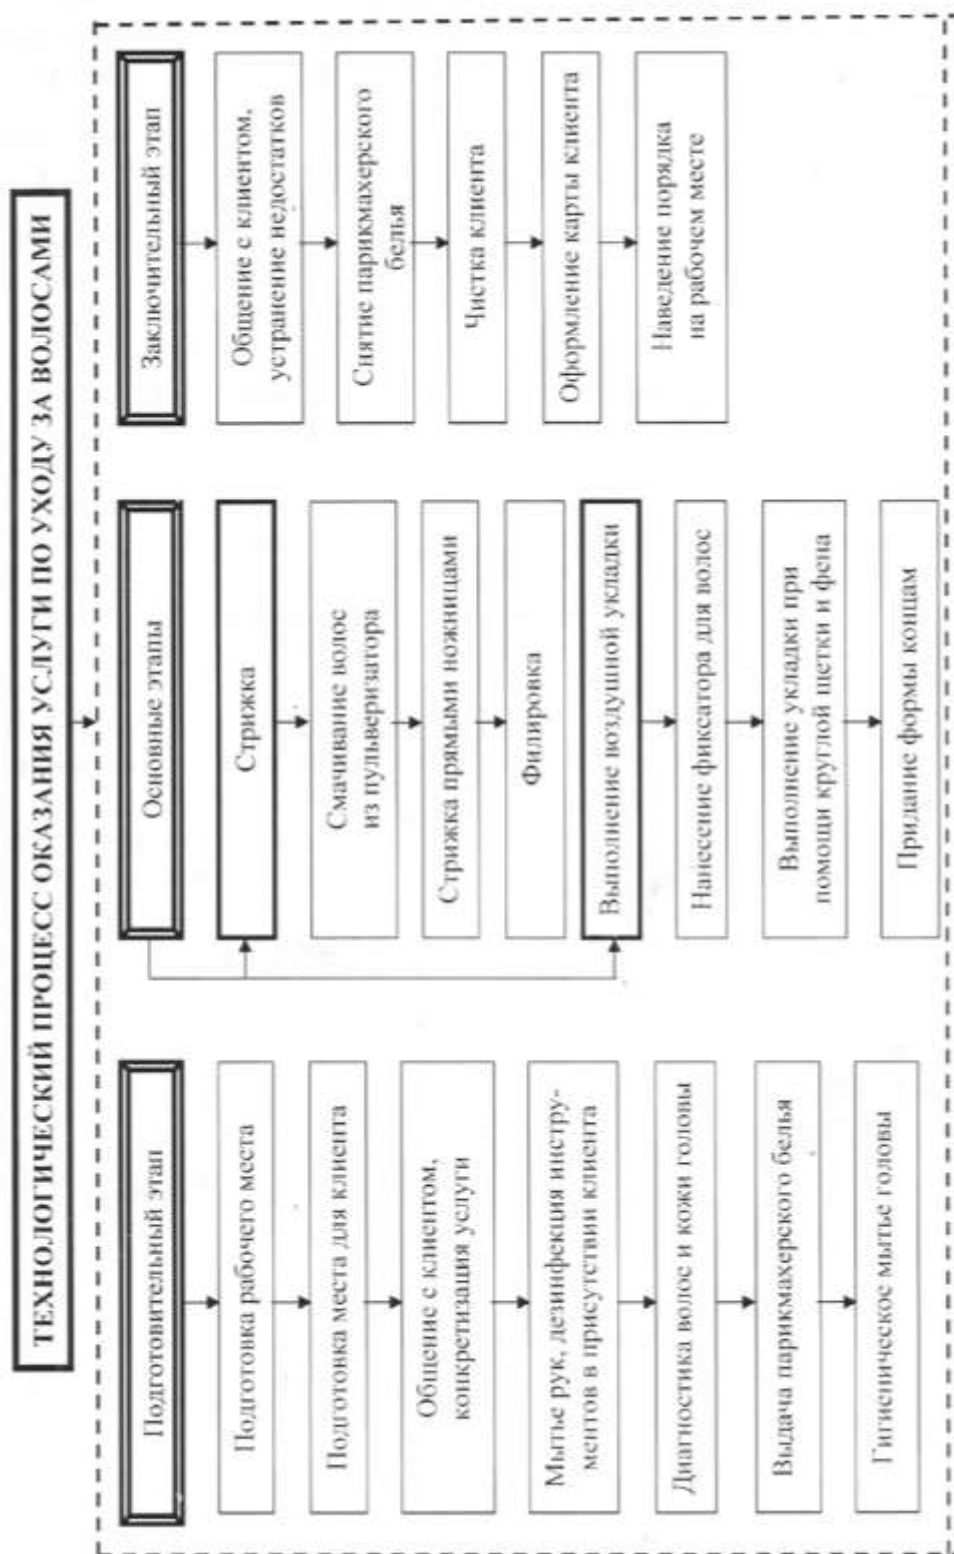 ТЕХНОЛОГИЧЕСКИЙ ПРОЦЕСС ОКАЗАНИЯ УСЛУГИ ПО УХОДУ ЗА ВОЛОСАМИ
Подготовительный этап
Подготовка рабочего места
Подготовка места для клиента
Общение с клиентом,
конкретизация услуги
Мытье рук, дезинфекция инстру-
ментов в присутствии клиента
Диагностика волос и кожи головы
Выдача парикмахерского белья
Гигиеническое мытье головы
Основные этапы
Стрижка
Смачивание волос
из пульверизатора
Стрижка прямыми ножницами
Филировка
Выполнение воздушной укладки
Нанесение фиксатора для волос
Выполнение укладки при
помощи круглой щетки и фена
Придание формы концам
Заключительный этап
Общение с клиентом,
устранение недостатков
Снятие парикмахерского
белья
Чистка клиента
Оформление карты клиента
Наведение порядка
на рабочем месте